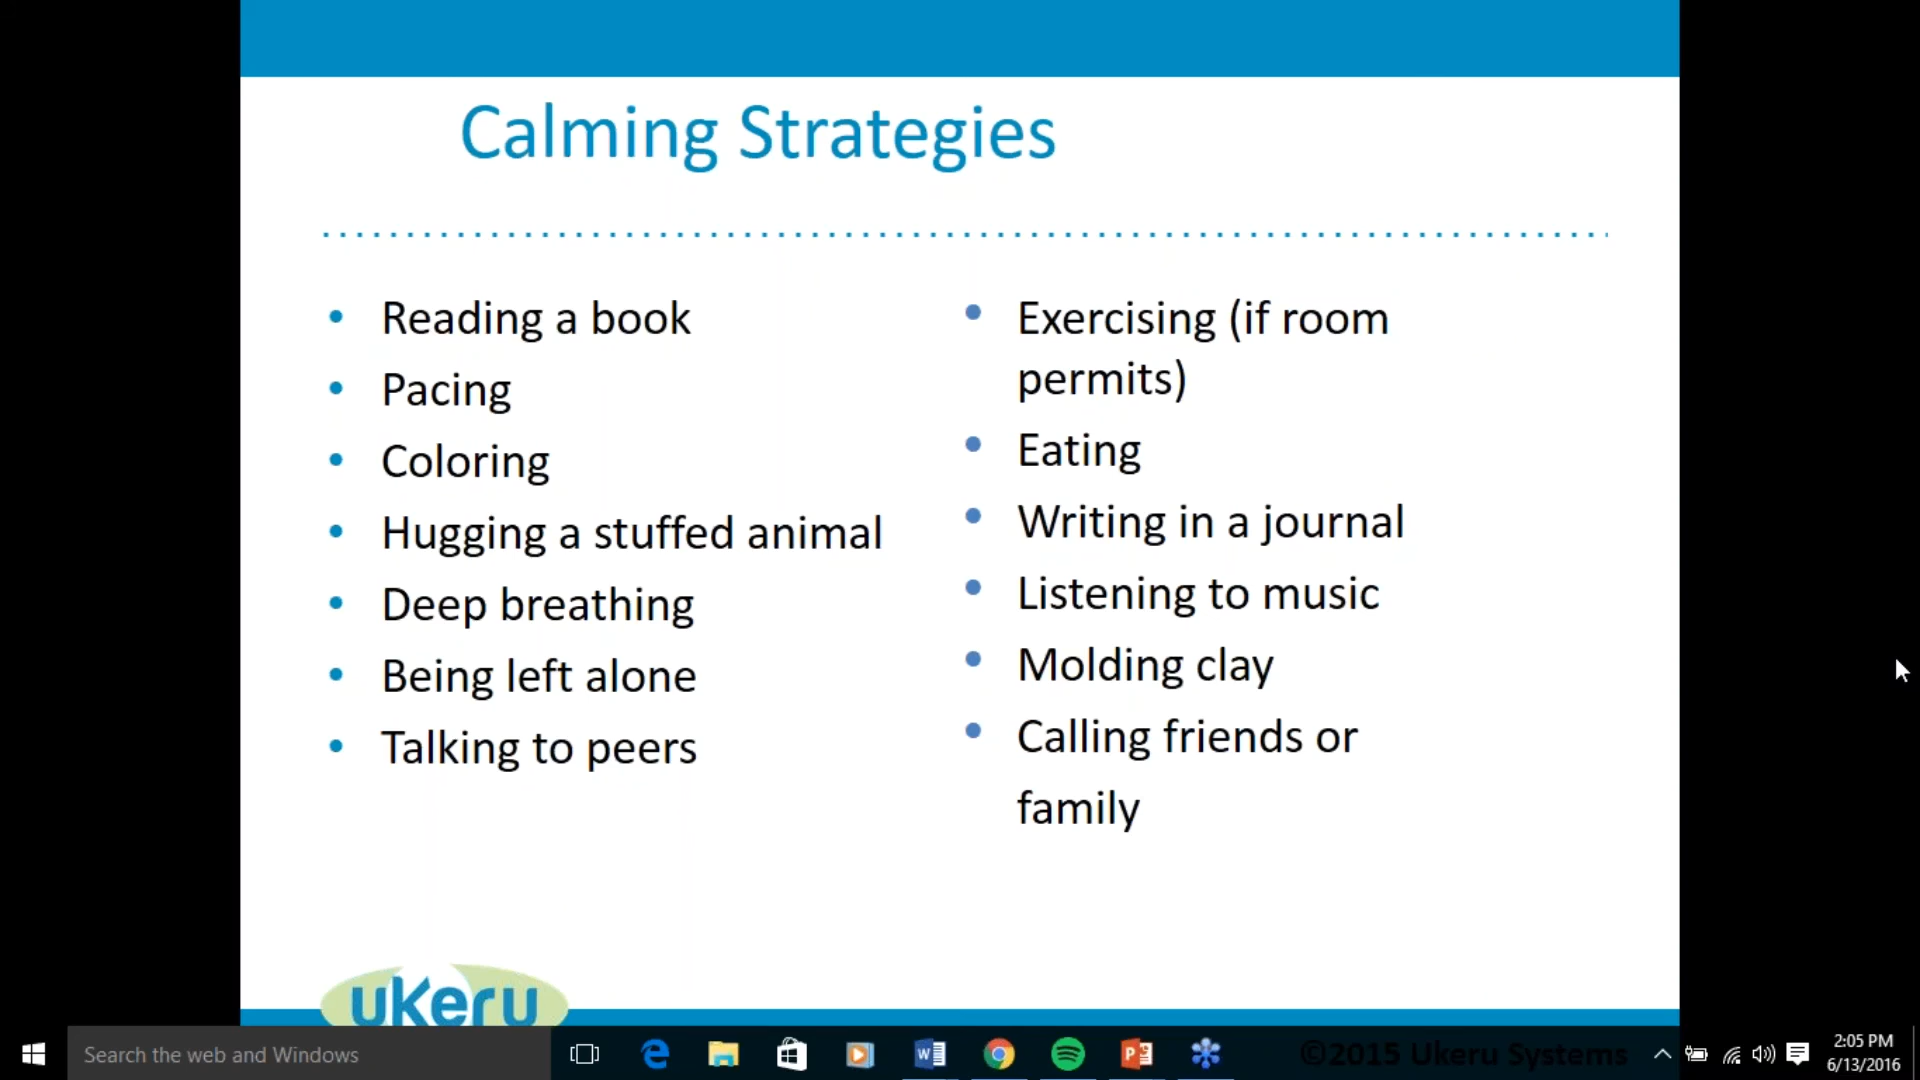 Calming Strategies
Reading a book
Pacing
Coloring
Hugging a stuffed animal
Deep breathing
Being left alone
Talking to peers
Exercising (if room
permits)
Eating
Writing in a journal
Listening to music
Molding clay
Calling friends or
family
ukeru
©2015 Ukeru Systems
Search the web and Windows
2:05 PM
6/13/2016